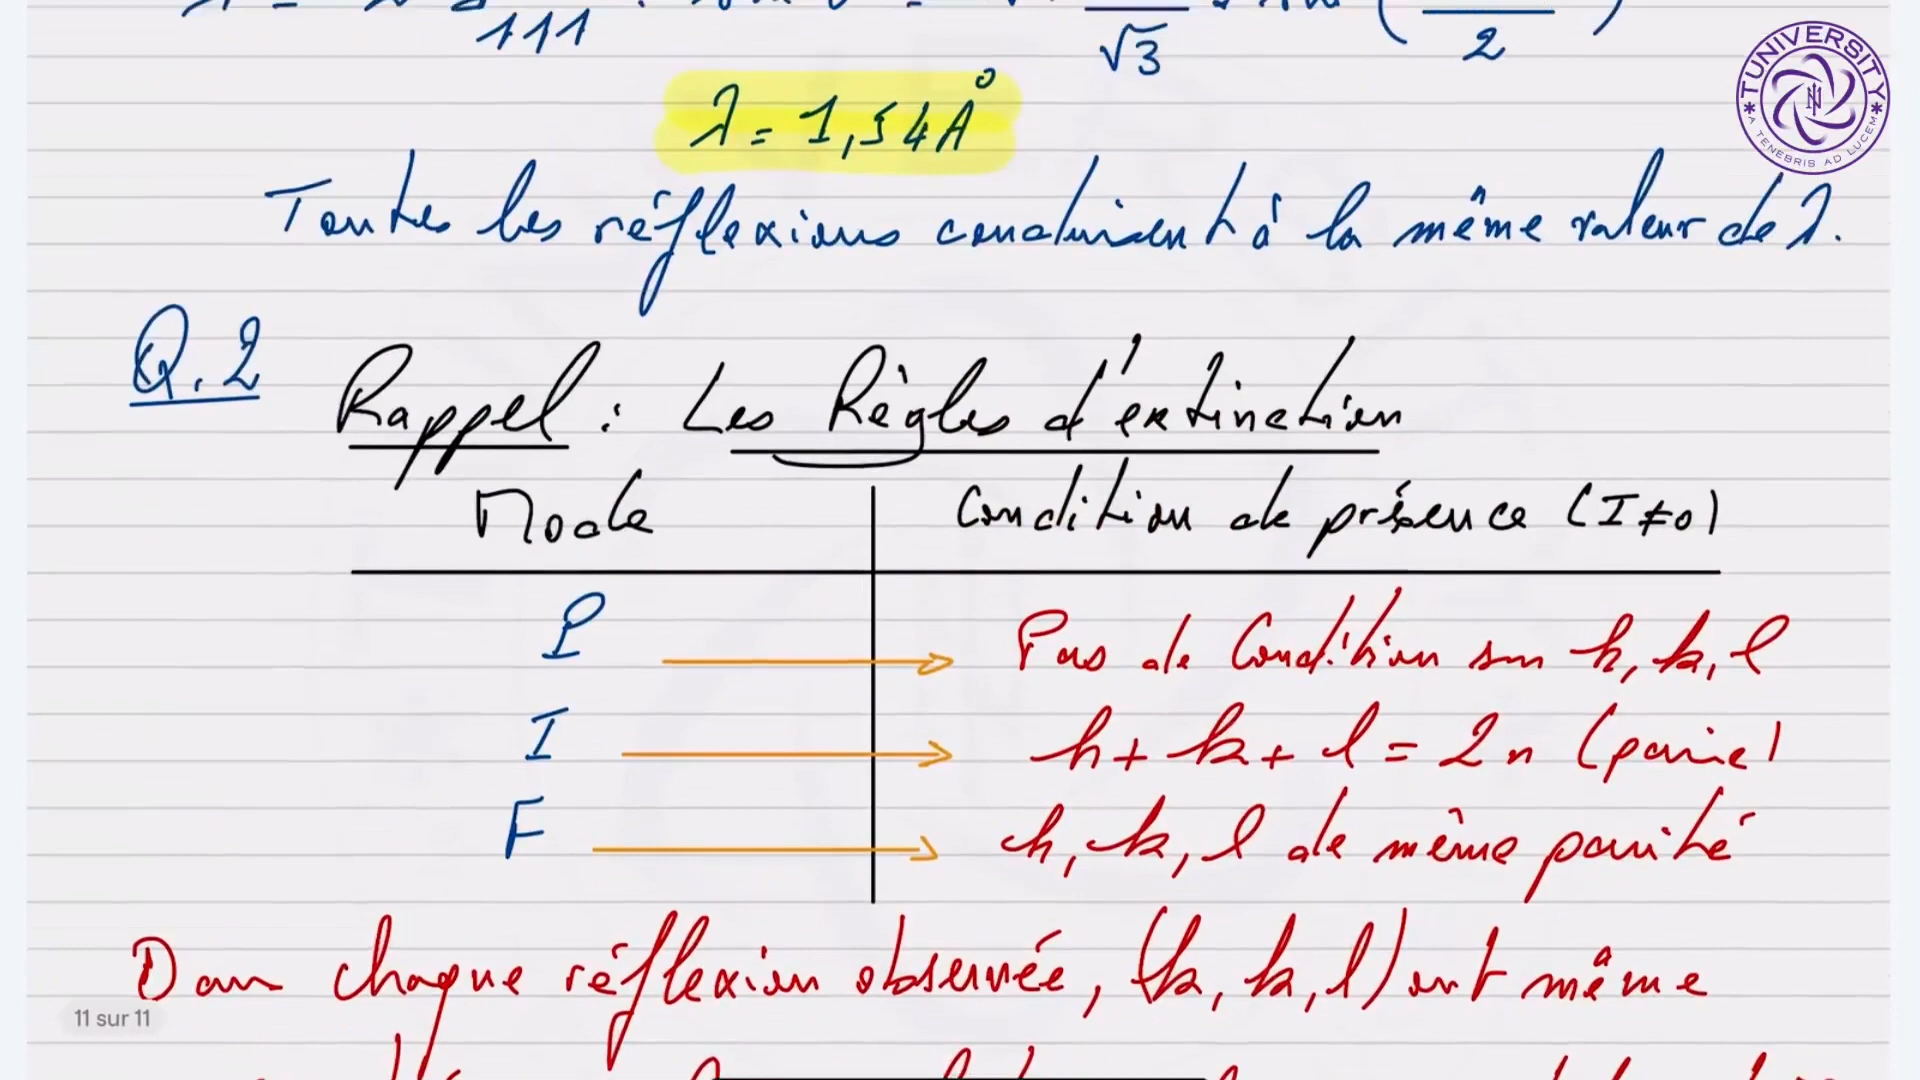 111 √3 2
λ = 1,54 Å
Toutes les réflexions conduisent à la même valeur de λ.
Q.2 Rappel : Les Règles d'extinction
Mode Condition de présence (I≠0)
P → Pas de Condition sur h, k, l
I → h + k + l = 2n (paire)
F → h, k, l de même parité
Dans chaque réflexion observée, (h, k, l) ont même
11 sur 11
TUNIVERSITY
A TENEBRIS AD LUCEM